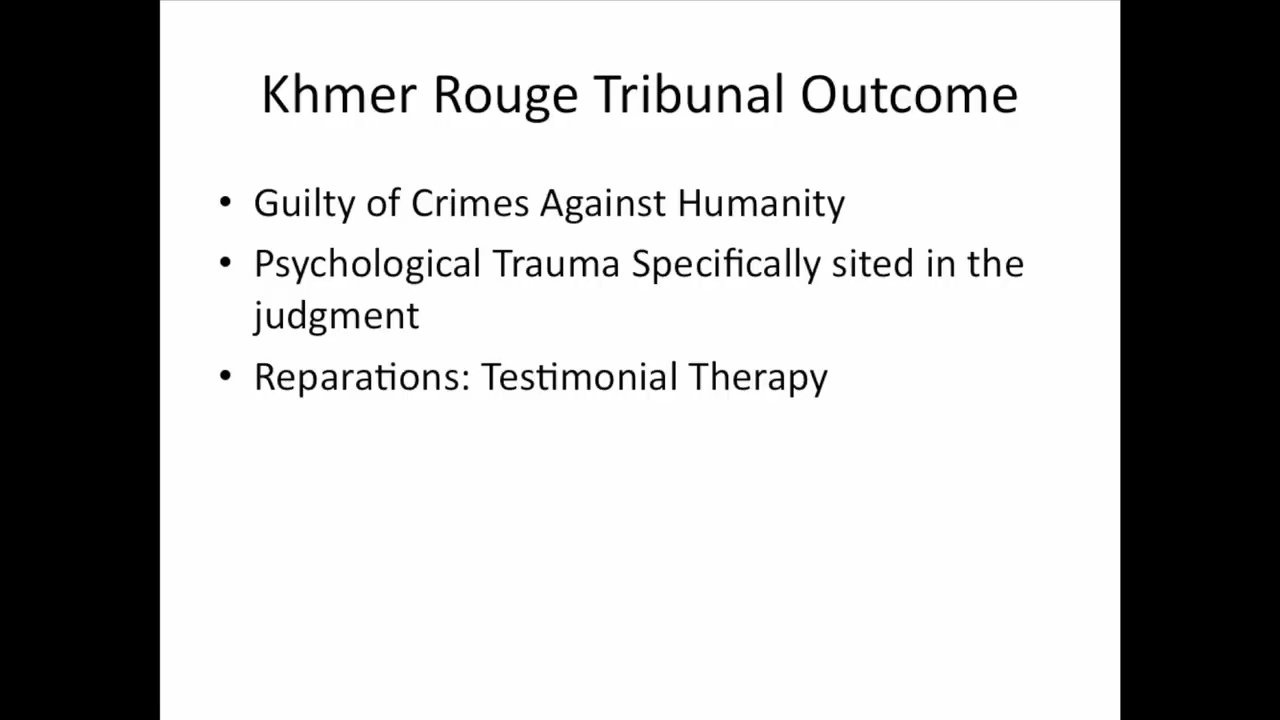 Khmer Rouge Tribunal Outcome
• Guilty of Crimes Against Humanity
• Psychological Trauma Specifically sited in the
judgment
• Reparations: Testimonial Therapy